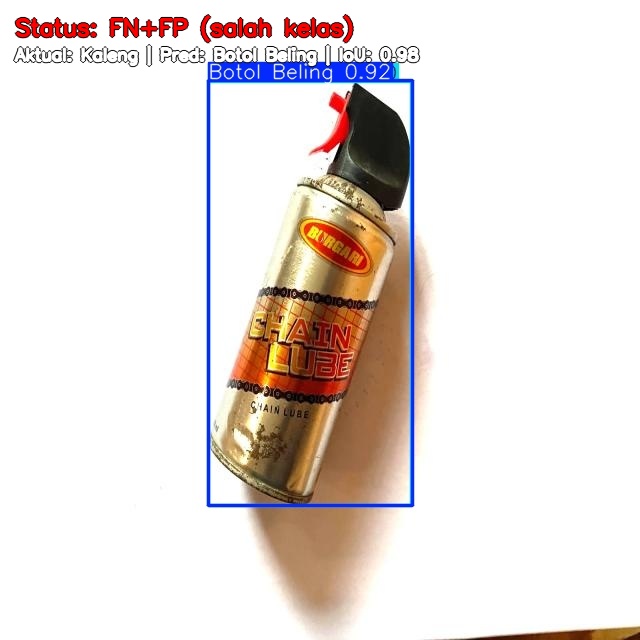 Status: FN+FP (salah kelas)
Aktual: Kaleng | Pred: Botol Beling | IoU: 0.98
Botol Beling 0.92
BURGARI
CHAIN
LUBE
CHAIN LUBE